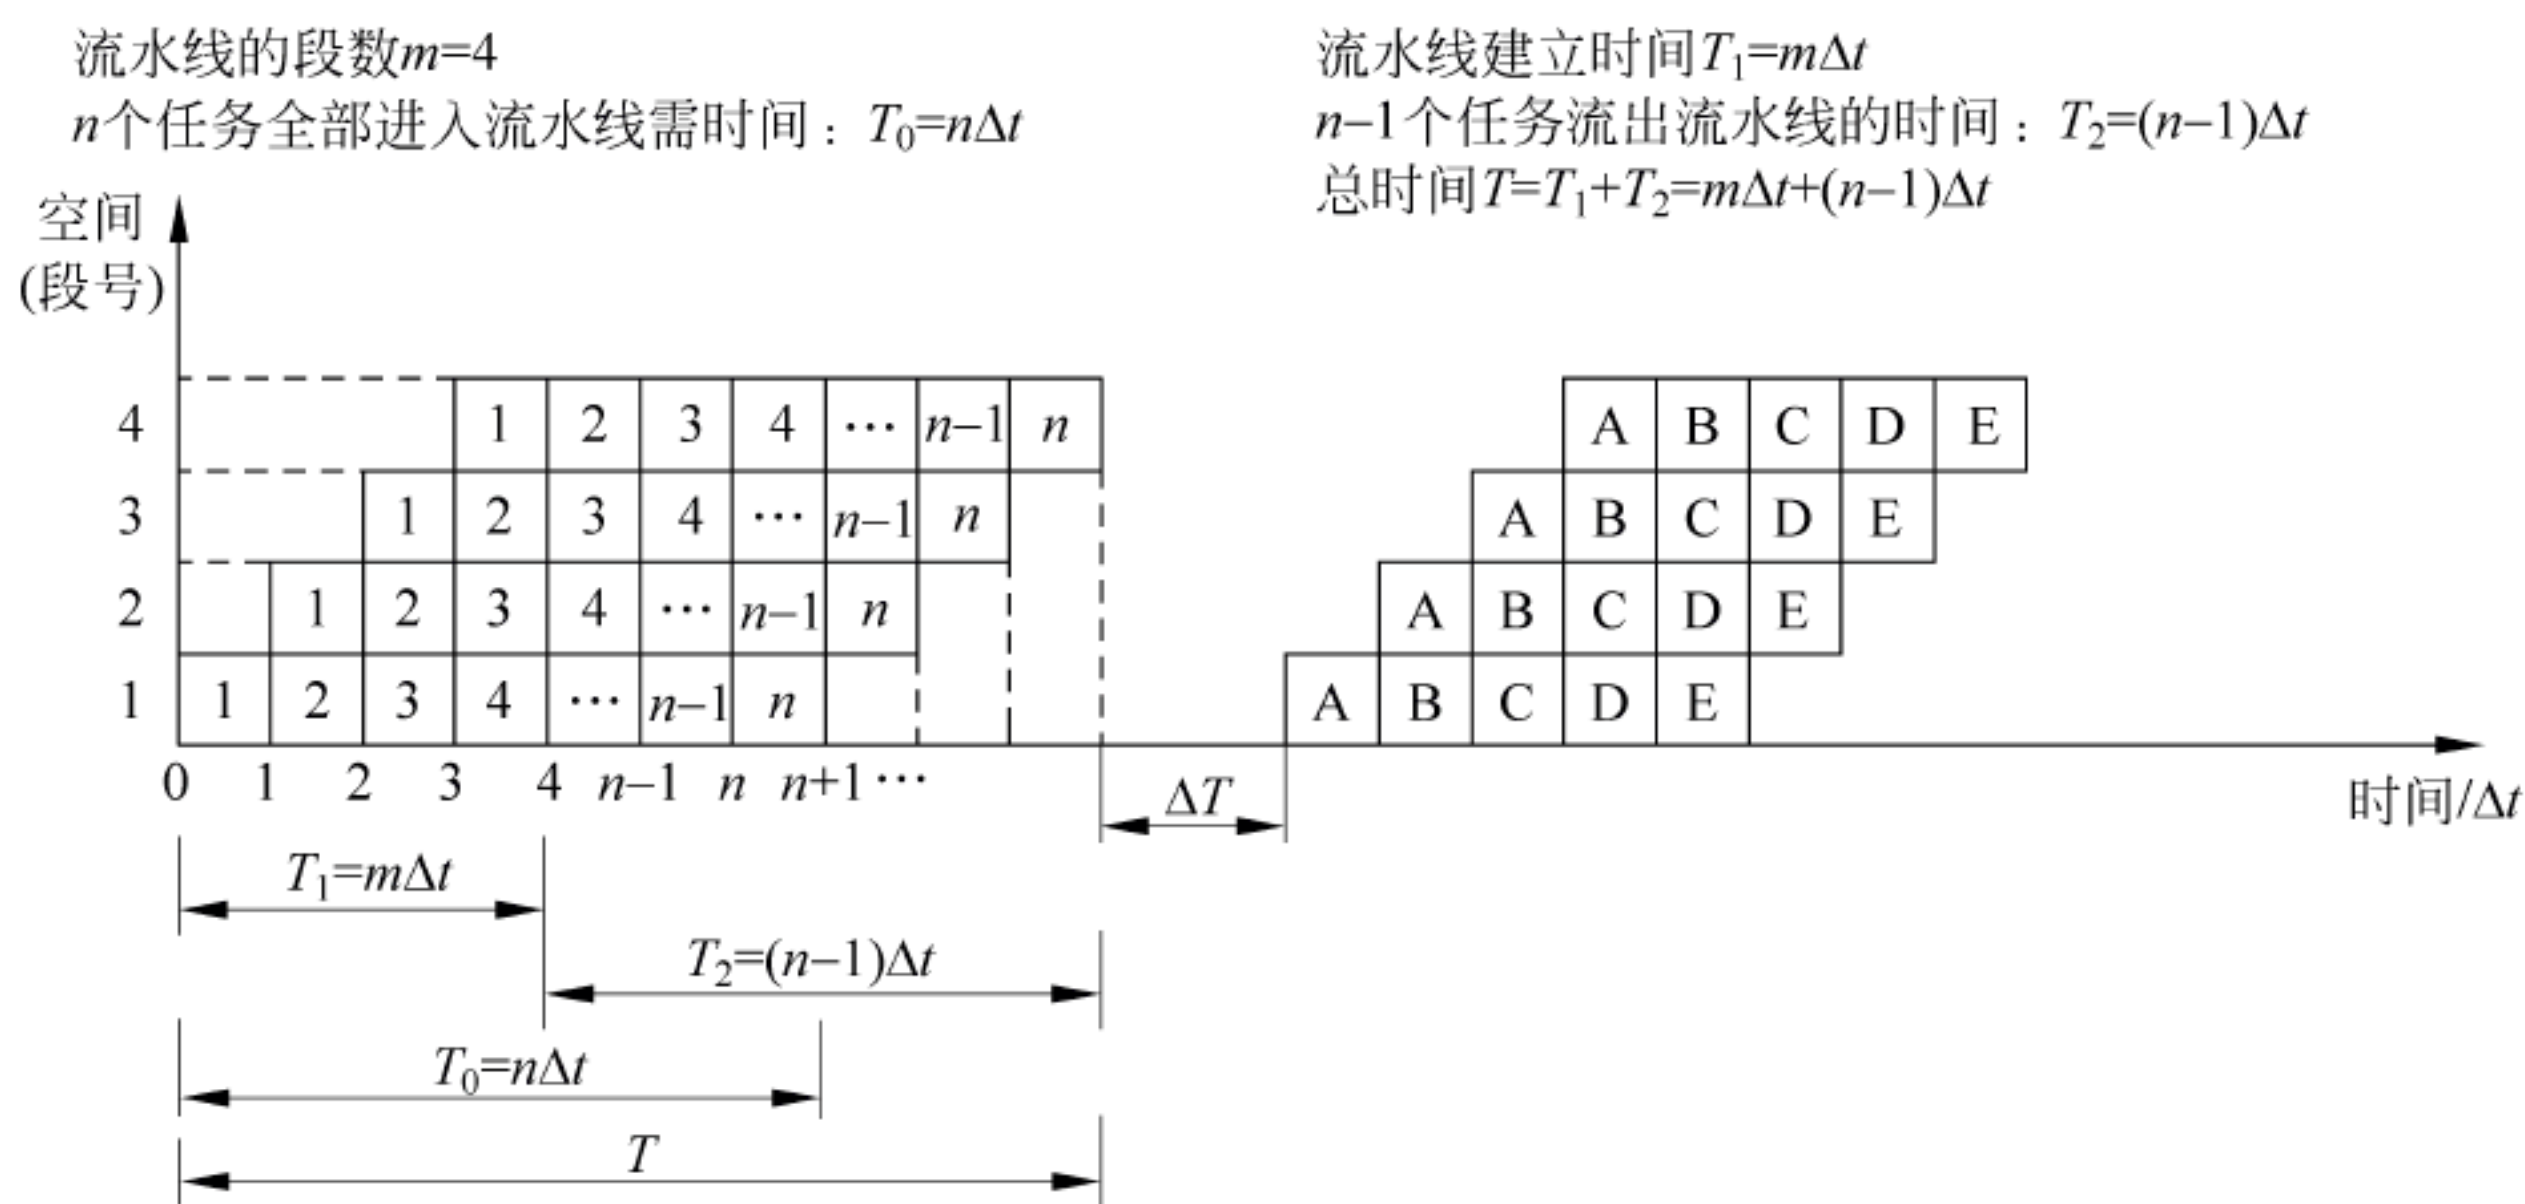 流水线的段数m=4
n个任务全部进入流水线需时间：T₀=nΔt
流水线建立时间T₁=mΔt
n–1个任务流出流水线的时间：T₂=(n–1)Δt
总时间T=T₁+T₂=mΔt+(n–1)Δt
空间
(段号)
4 1 2 3 4 … n–1 n A B C D E
3 1 2 3 4 … n–1 n A B C D E
2 1 2 3 4 … n–1 n A B C D E
1 1 2 3 4 … n–1 n A B C D E
0 1 2 3 4 n–1 n n+1 …
ΔT
时间/Δt
T₁=mΔt
T₂=(n–1)Δt
T₀=nΔt
T